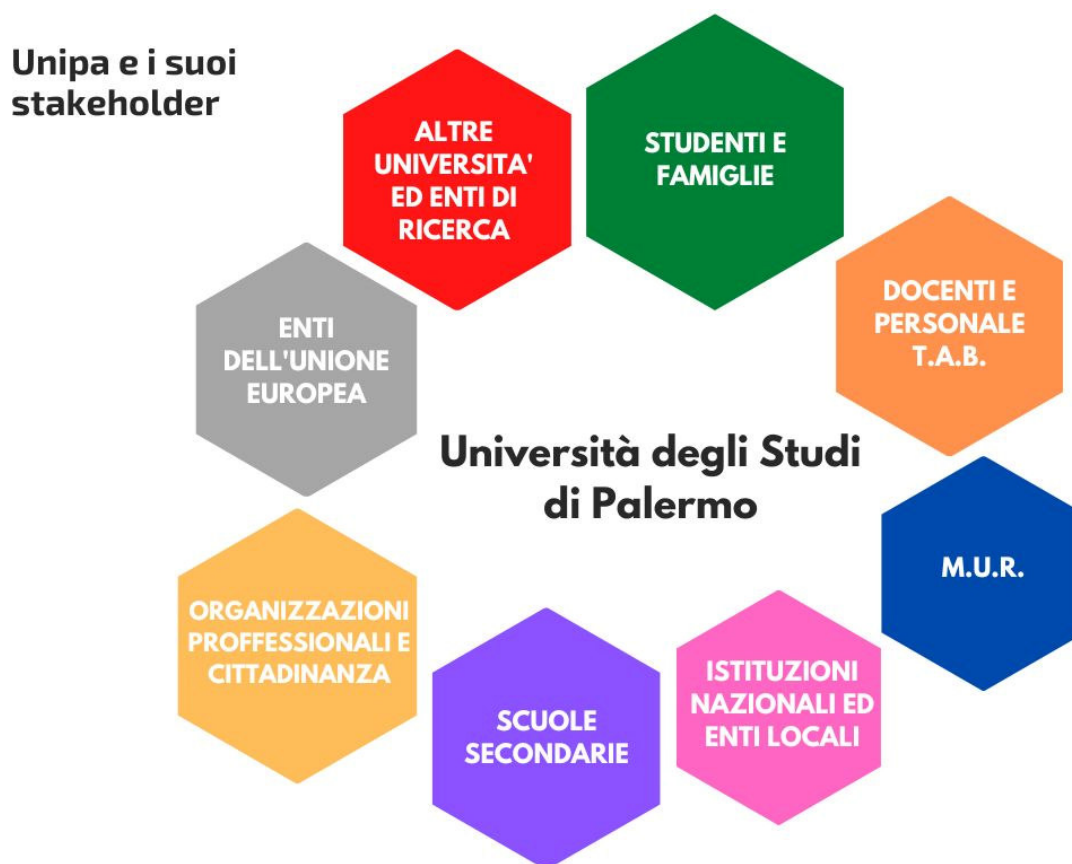 Unipa e i suoi
stakeholder
ALTRE
UNIVERSITA'
ED ENTI DI
RICERCA
STUDENTI E
FAMIGLIE
DOCENTI E
PERSONALE
T.A.B.
ENTI
DELL'UNIONE
EUROPEA
Università degli Studi
di Palermo
M.U.R.
ORGANIZZAZIONI
PROFFESSIONALI E
CITTADINANZA
SCUOLE
SECONDARIE
ISTITUZIONI
NAZIONALI ED
ENTI LOCALI